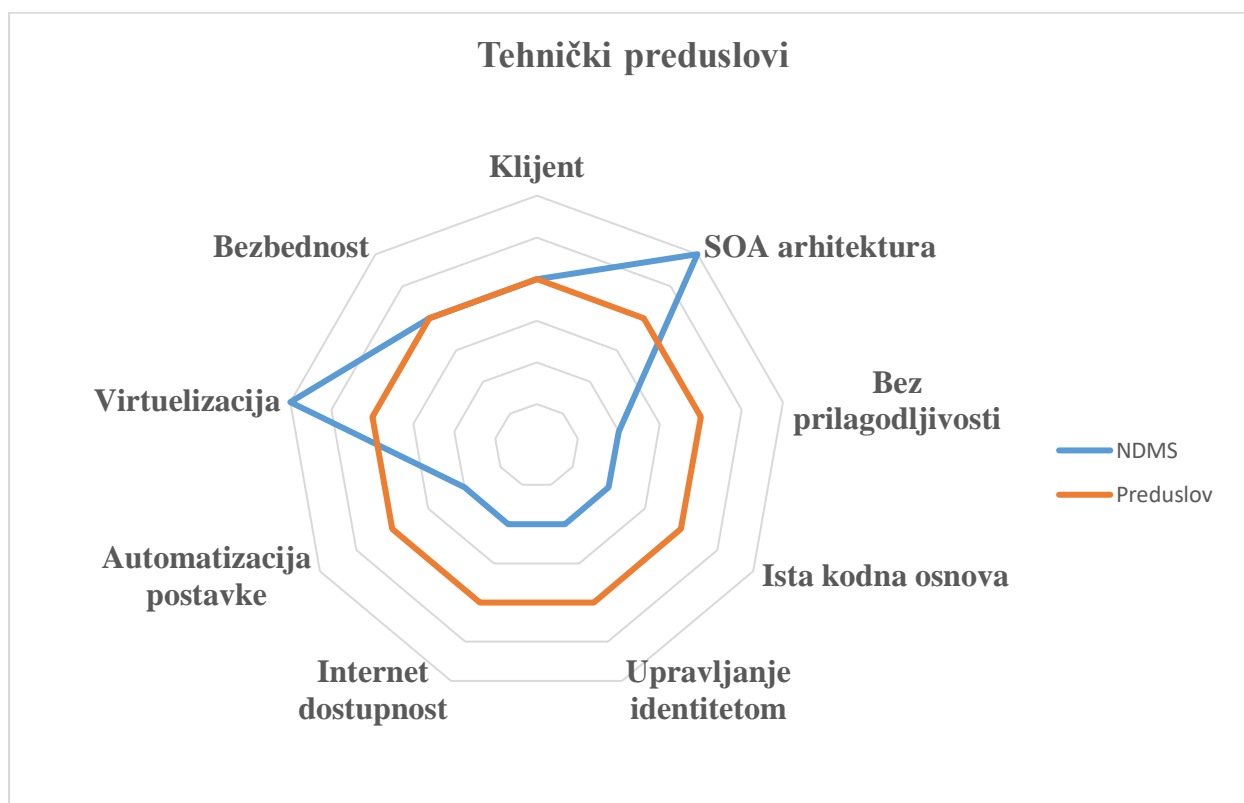 Tehnički preduslovi
Klijent
SOA arhitektura
Bez
prilagodljivosti
Ista kodna osnova
Upravljanje
identitetom
Internet
dostupnost
Automatizacija
postavke
Virtuelizacija
Bezbednost
NDMS
Preduslov